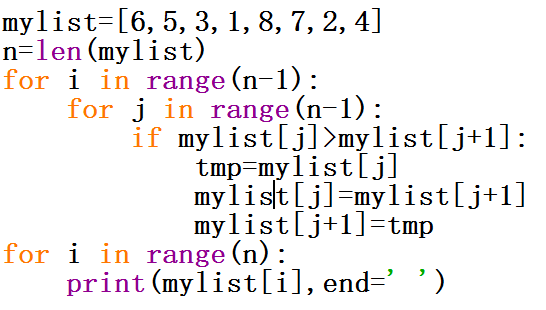 mylist=[6,5,3,1,8,7,2,4]
n=len(mylist)
for i in range(n-1):
    for j in range(n-1):
        if mylist[j]>mylist[j+1]:
            tmp=mylist[j]
            mylist[j]=mylist[j+1]
            mylist[j+1]=tmp
for i in range(n):
    print(mylist[i],end=' ')